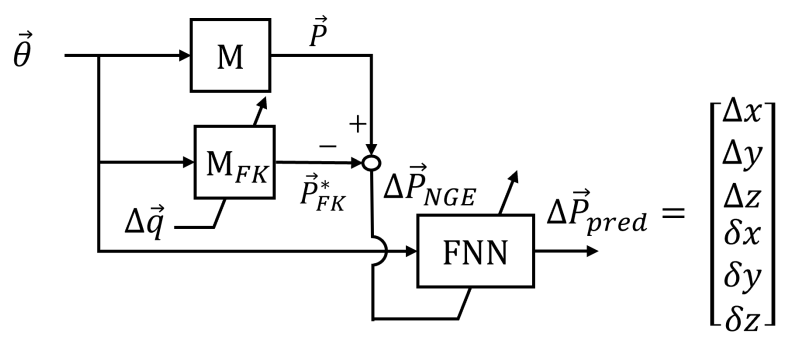 θ⃗
M
P⃗
+
M_FK
−
P⃗*_FK
ΔP⃗_NGE
Δq⃗
FNN
ΔP⃗_pred = [Δx
Δy
Δz
δx
δy
δz]